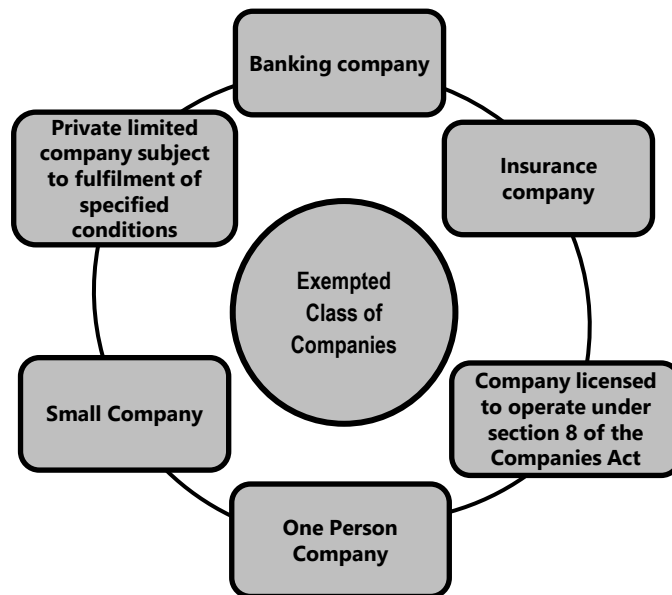 Banking company
Insurance
company
Company licensed
to operate under
section 8 of the
Companies Act
One Person
Company
Small Company
Private limited
company subject
to fulfilment of
specified
conditions
Exempted
Class of
Companies